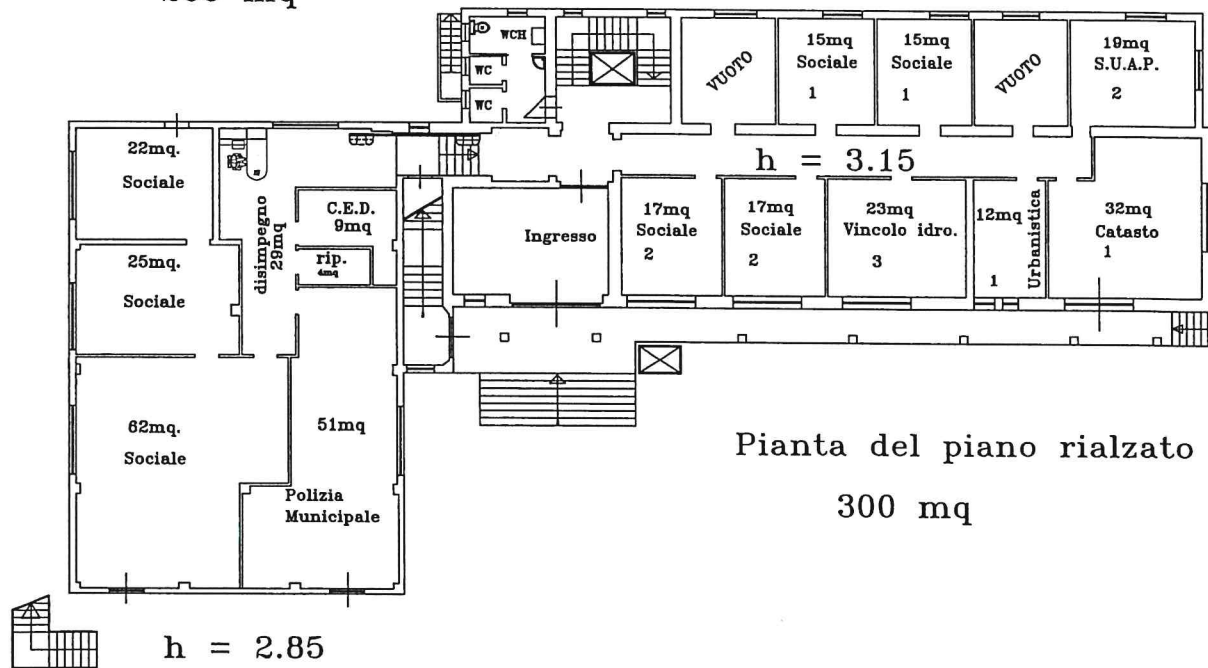 WCH
WC
WC
VUOTO
15mq
Sociale
1
15mq
Sociale
1
VUOTO
19mq
S.U.A.P.
2
22mq.
Sociale
h = 3.15
C.E.D.
9mq
rip.
4mq
disimpegno
29mq
Ingresso
17mq
Sociale
2
17mq
Sociale
2
23mq
Vincolo idro.
3
12mq
Urbanistica
1
32mq
Catasto
1
25mq.
Sociale
62mq.
Sociale
51mq
Polizia
Municipale
Pianta del piano rialzato
300 mq
h = 2.85